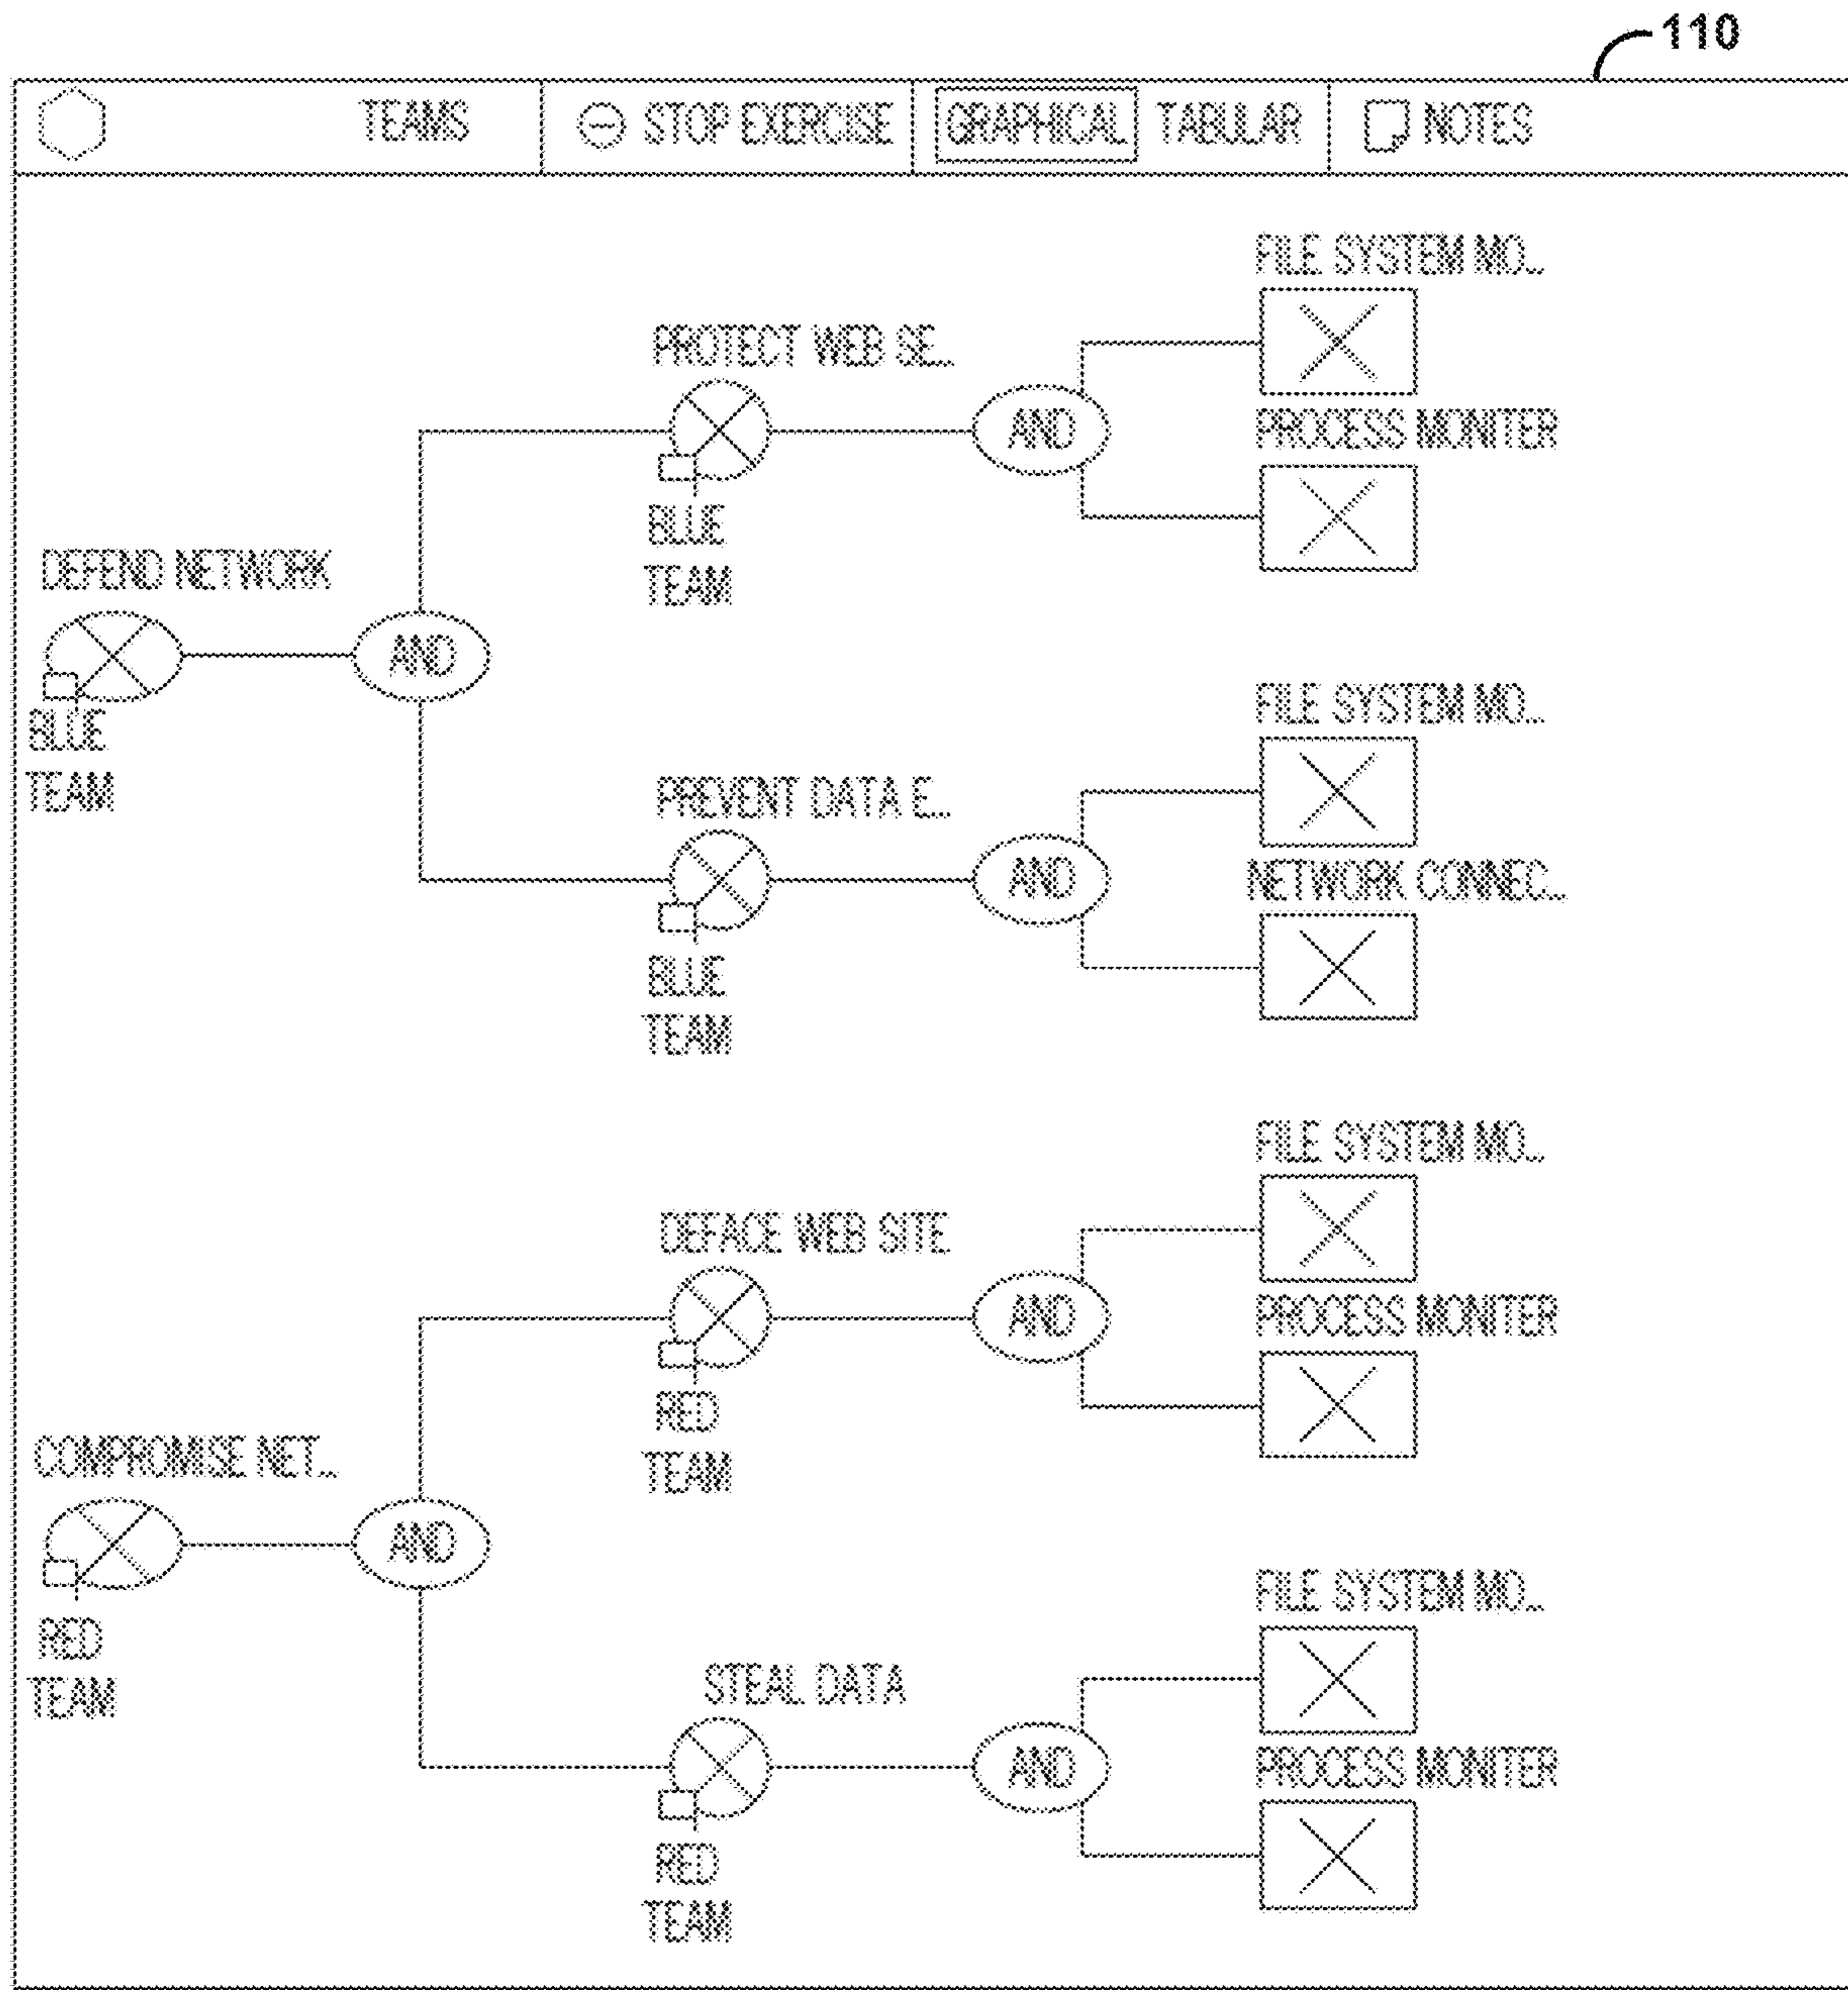 110
TEAMS
STOP EXERCISE
GRAPHICAL
TABULAR
NOTES
FILE SYSTEM MO...
PROTECT WEB SE...
AND
PROCESS MONITER
BLUE
TEAM
DEFEND NETWORK
AND
BLUE
TEAM
FILE SYSTEM MO...
PREVENT DATA E...
AND
NETWORK CONNEC...
BLUE
TEAM
FILE SYSTEM MO...
DEFACE WEB SITE
AND
PROCESS MONITER
RED
TEAM
COMPROMISE NET...
AND
RED
TEAM
FILE SYSTEM MO...
STEAL DATA
AND
PROCESS MONITER
RED
TEAM